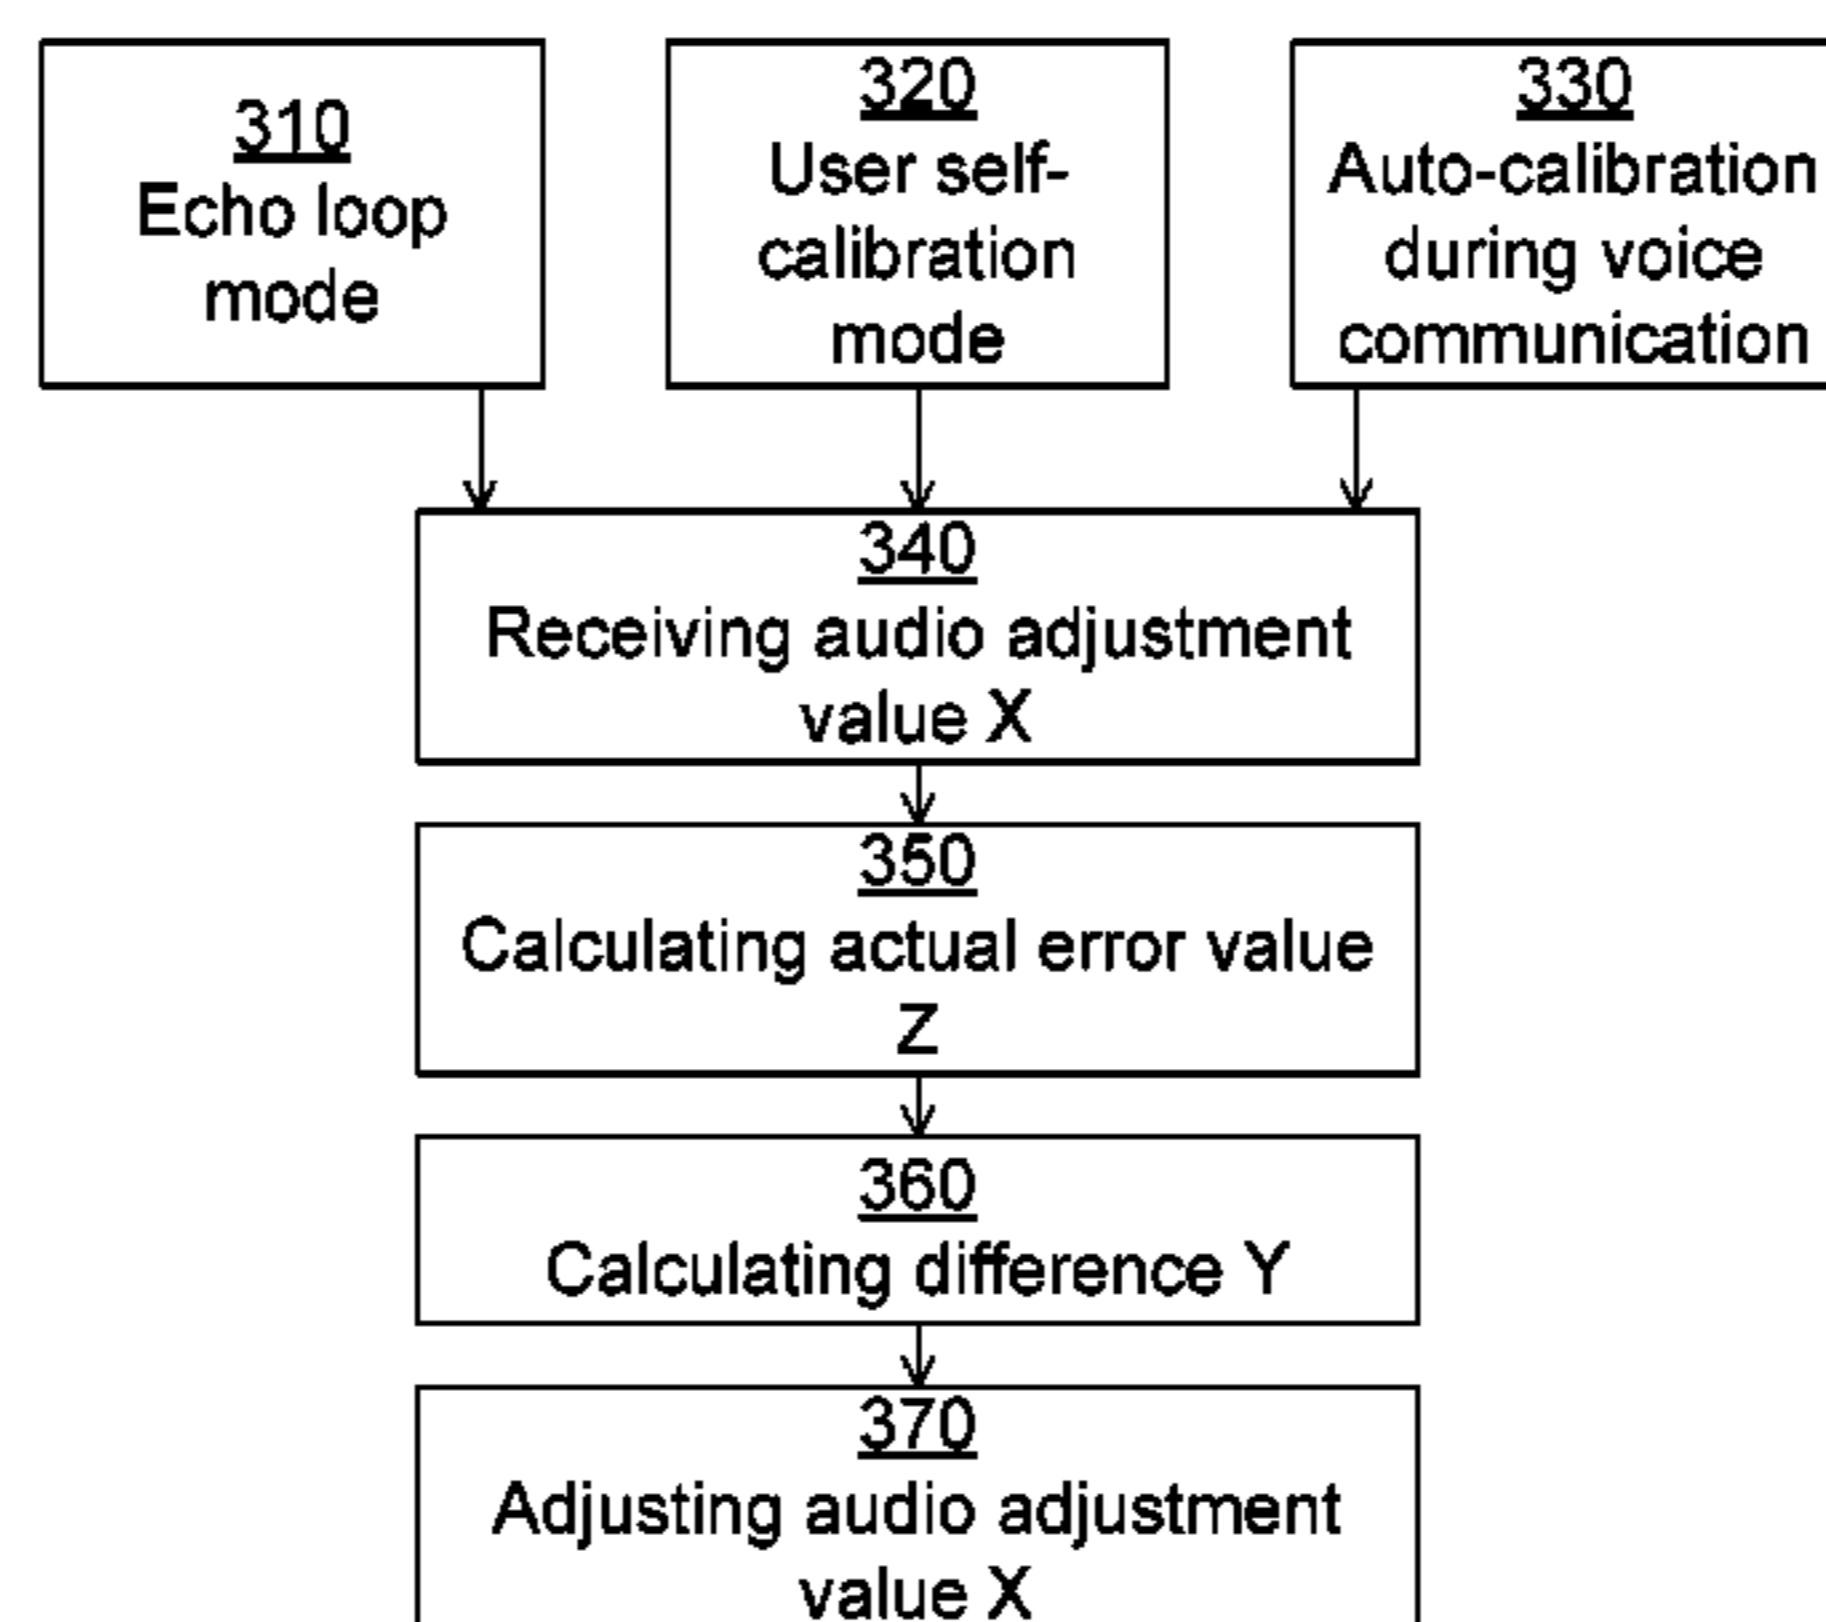 310
Echo loop
mode
320
User self-
calibration
mode
330
Auto-calibration
during voice
communication
340
Receiving audio adjustment
value X
350
Calculating actual error value
Z
360
Calculating difference Y
370
Adjusting audio adjustment
value X